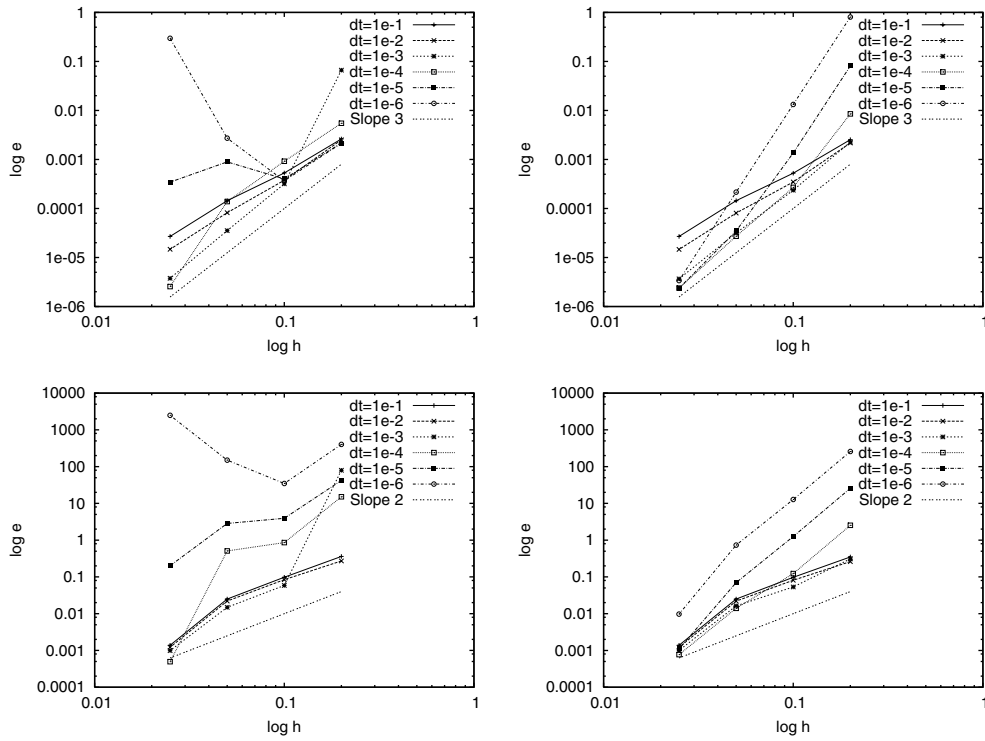 1
0.1
0.01
0.001
0.0001
1e-05
1e-06
0.01
0.1
1
log e
log h
dt=1e-1
dt=1e-2
dt=1e-3
dt=1e-4
dt=1e-5
dt=1e-6
Slope 3
1
0.1
0.01
0.001
0.0001
1e-05
1e-06
0.01
0.1
1
log e
log h
dt=1e-1
dt=1e-2
dt=1e-3
dt=1e-4
dt=1e-5
dt=1e-6
Slope 3
10000
1000
100
10
1
0.1
0.01
0.001
0.0001
0.01
0.1
1
log e
log h
dt=1e-1
dt=1e-2
dt=1e-3
dt=1e-4
dt=1e-5
dt=1e-6
Slope 2
10000
1000
100
10
1
0.1
0.01
0.001
0.0001
0.01
0.1
1
log e
log h
dt=1e-1
dt=1e-2
dt=1e-3
dt=1e-4
dt=1e-5
dt=1e-6
Slope 2